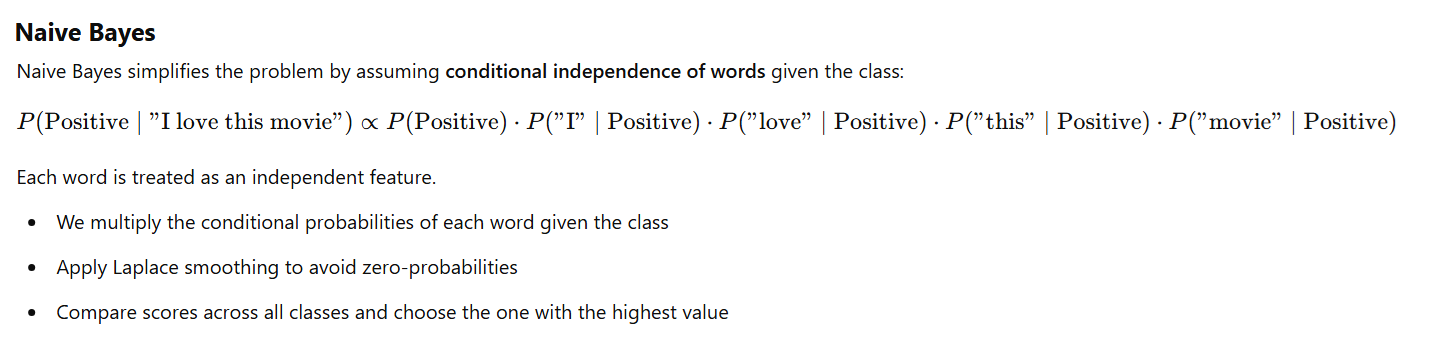 Naive Bayes
Naive Bayes simplifies the problem by assuming conditional independence of words given the class:
P(Positive | ”I love this movie”) ∝ P(Positive) · P(”I” | Positive) · P(”love” | Positive) · P(”this” | Positive) · P(”movie” | Positive)
Each word is treated as an independent feature.
• We multiply the conditional probabilities of each word given the class
• Apply Laplace smoothing to avoid zero-probabilities
• Compare scores across all classes and choose the one with the highest value